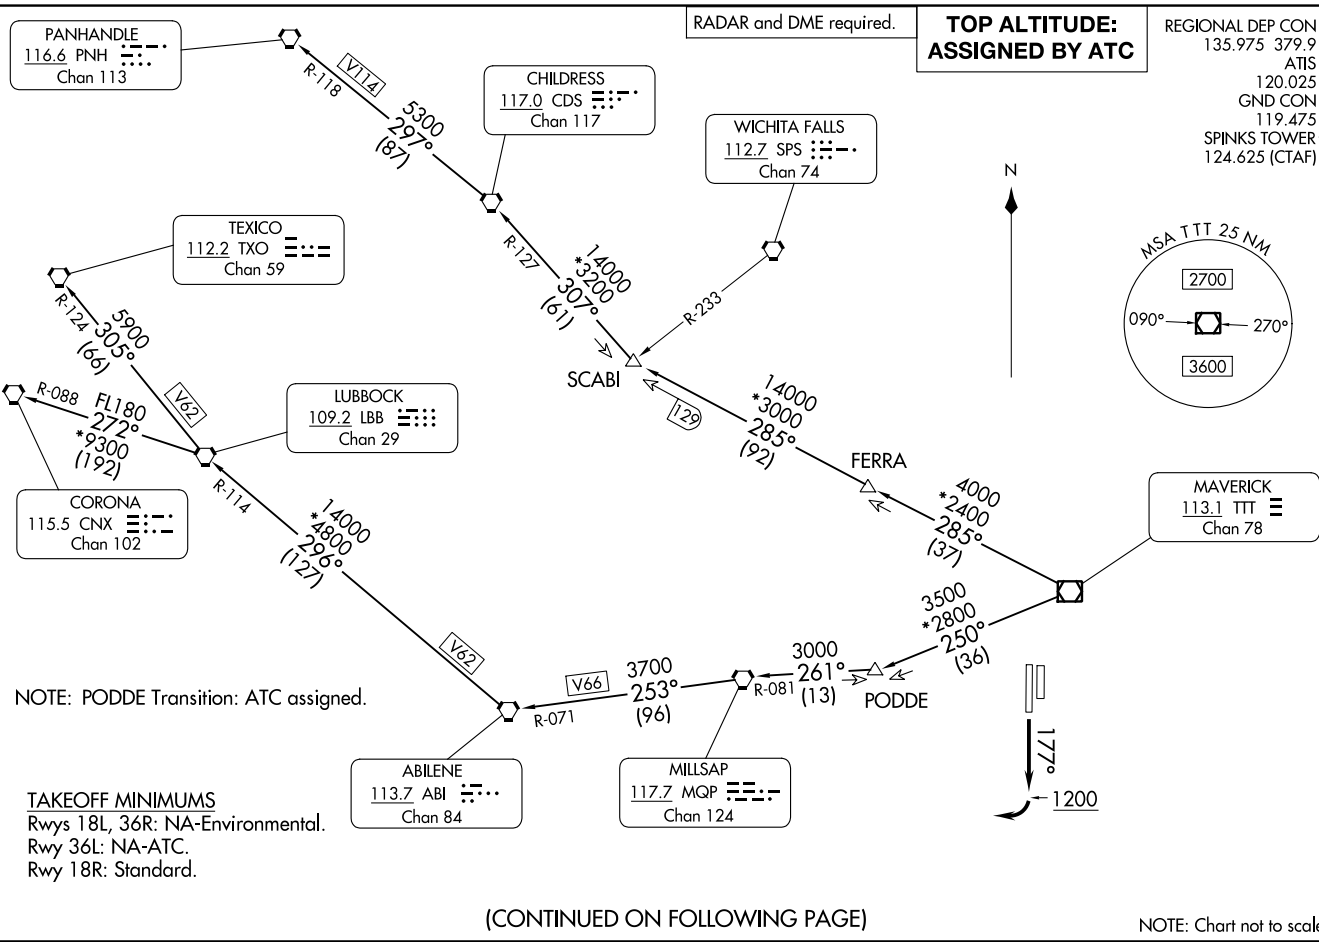 RADAR and DME required.
TOP ALTITUDE:
ASSIGNED BY ATC
REGIONAL DEP CON
135.975 379.9
ATIS
120.025
GND CON
119.475
SPINKS TOWER
124.625 (CTAF)
PANHANDLE
116.6 PNH
Chan 113
R-118
V114
5300
297°
(87)
CHILDRESS
117.0 CDS
Chan 117
WICHITA FALLS
112.7 SPS
Chan 74
N
MSA TTT 25 NM
2700
090°
270°
3600
TEXICO
112.2 TXO
Chan 59
R-127
14000
*3200
307°
(61)
R-233
SCABI
129
R-124
5900
305°
(66)
V62
R-088
FL180
272°
*9300
(192)
LUBBOCK
109.2 LBB
Chan 29
14000
*3000
285°
(92)
FERRA
CORONA
115.5 CNX
Chan 102
R-114
14000
*4800
296°
(127)
4000
*2400
285°
(37)
MAVERICK
113.1 TTT
Chan 78
3500
*2800
250°
(36)
V62
V66
3700
253°
(96)
R-071
3000
261°
(13)
R-081
PODDE
NOTE: PODDE Transition: ATC assigned.
177°
1200
ABILENE
113.7 ABI
Chan 84
MILLSAP
117.7 MQP
Chan 124
TAKEOFF MINIMUMS
Rwys 18L, 36R: NA-Environmental.
Rwy 36L: NA-ATC.
Rwy 18R: Standard.
(CONTINUED ON FOLLOWING PAGE)
NOTE: Chart not to scale